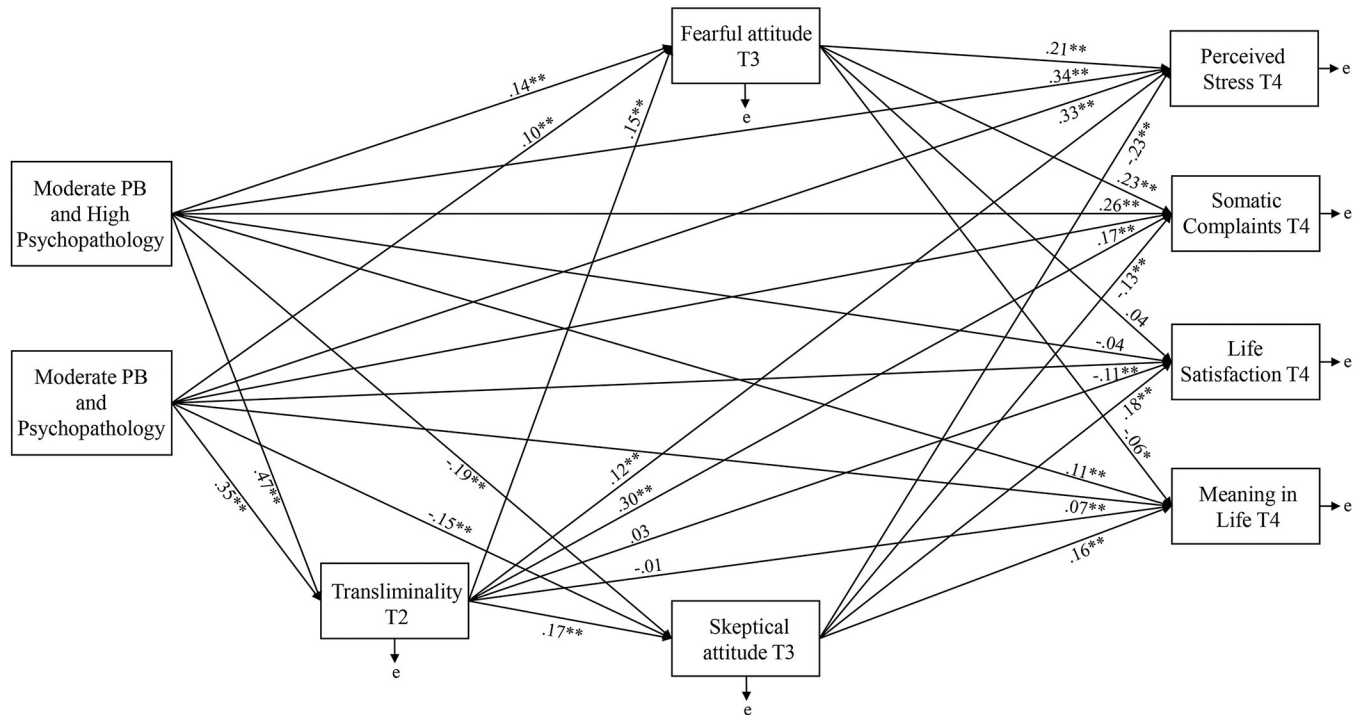 Fearful attitude
T3
e
Perceived
Stress T4
e
.21**
.34**
.33**
.14**
.10**
.15**
-.23**
Moderate PB
and High
Psychopathology
Somatic
Complaints T4
e
.23**
.26**
.17**
-.13**
.04
Moderate PB
and
Psychopathology
Life
Satisfaction T4
e
-.04
-.11**
.18**
-.06*
.47**
.35**
-.19**
-.15**
.12**
.30**
.03
-.01
.11**
.07**
.16**
Meaning in
Life T4
e
Transliminality
T2
e
.17**
Skeptical
attitude T3
e